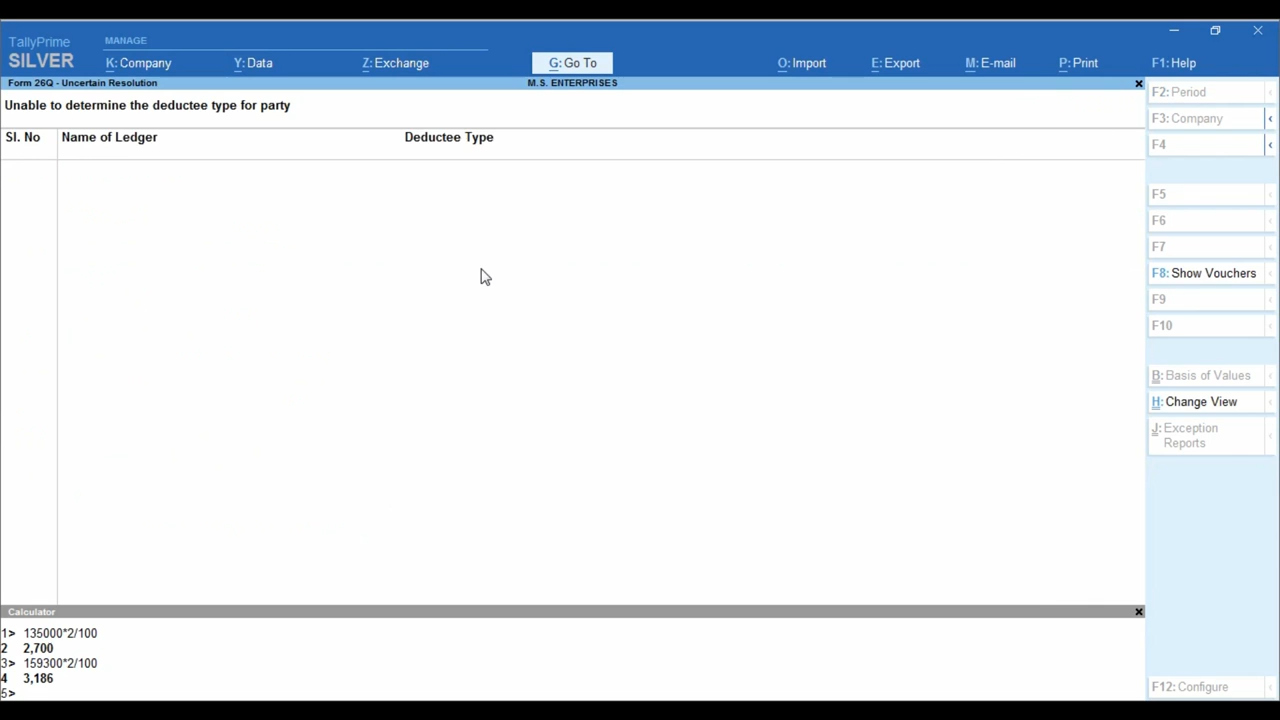 TallyPrime
SILVER
MANAGE
K: Company
Y: Data
Z: Exchange
G: Go To
O: Import
E: Export
M: E-mail
P: Print
F1: Help
Form 26Q - Uncertain Resolution
M.S. ENTERPRISES
Unable to determine the deductee type for party
Sl. No
Name of Ledger
Deductee Type
F2: Period
F3: Company
F4
F5
F6
F7
F8: Show Vouchers
F9
F10
B: Basis of Values
H: Change View
J: Exception
Reports
F12: Configure
Calculator
1> 135000*2/100
2 2,700
3> 159300*2/100
4 3,186
5>